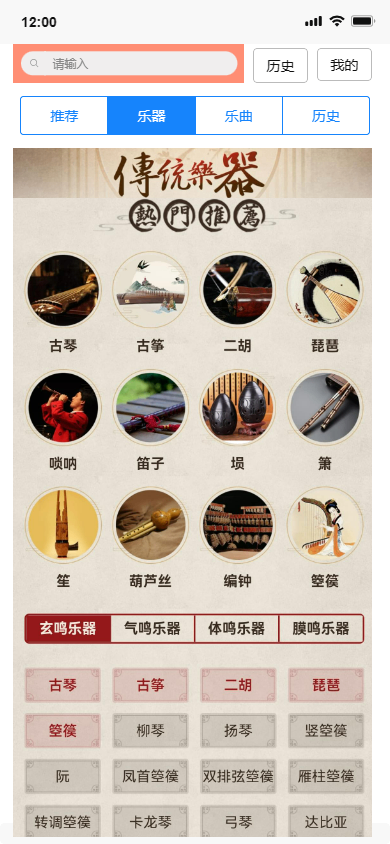 12:00
请输入
历史
我的
推荐 乐器 乐曲 历史
傳统樂器
熱門推薦
古琴 古筝 二胡 琵琶
唢呐 笛子 埙 箫
笙 葫芦丝 编钟 箜篌
玄鸣乐器 气鸣乐器 体鸣乐器 膜鸣乐器
古琴 古筝 二胡 琵琶
箜篌 柳琴 扬琴 竖箜篌
阮 凤首箜篌 双排弦箜篌 雁柱箜篌
转调箜篌 卡龙琴 弓琴 达比亚